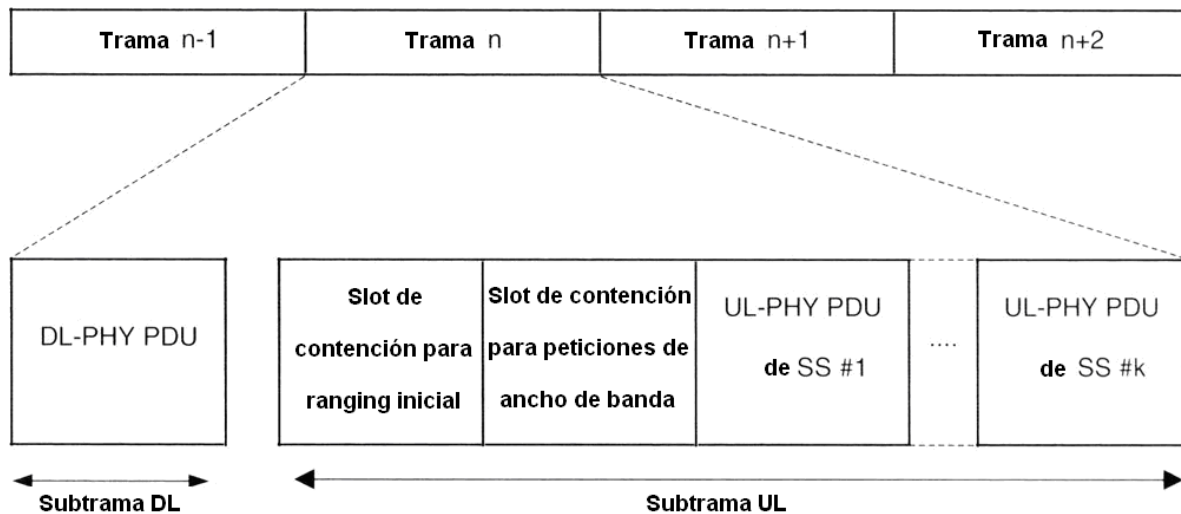 Trama n-1
Trama n
Trama n+1
Trama n+2
DL-PHY PDU
Slot de
contención para
ranging inicial
Slot de contención
para peticiones de
ancho de banda
UL-PHY PDU
de SS #1
....
UL-PHY PDU
de SS #k
Subtrama DL
Subtrama UL